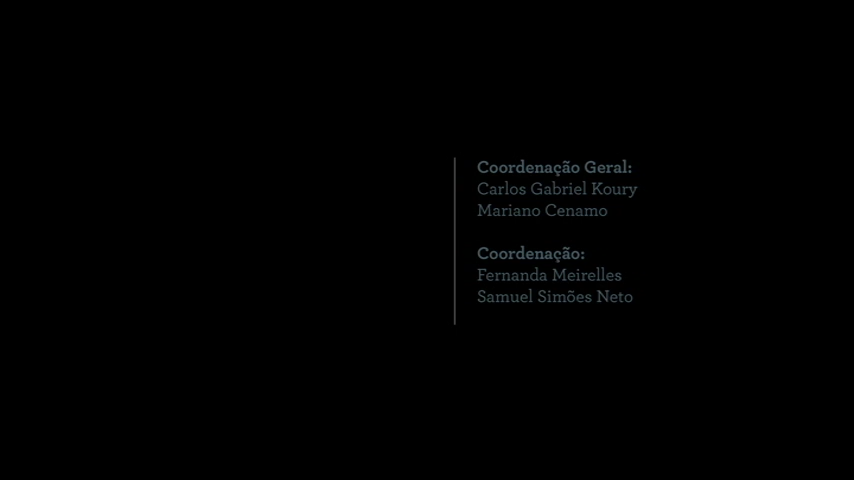 Coordenação Geral:
Carlos Gabriel Koury
Mariano Cenamo
Coordenação:
Fernanda Meirelles
Samuel Simões Neto